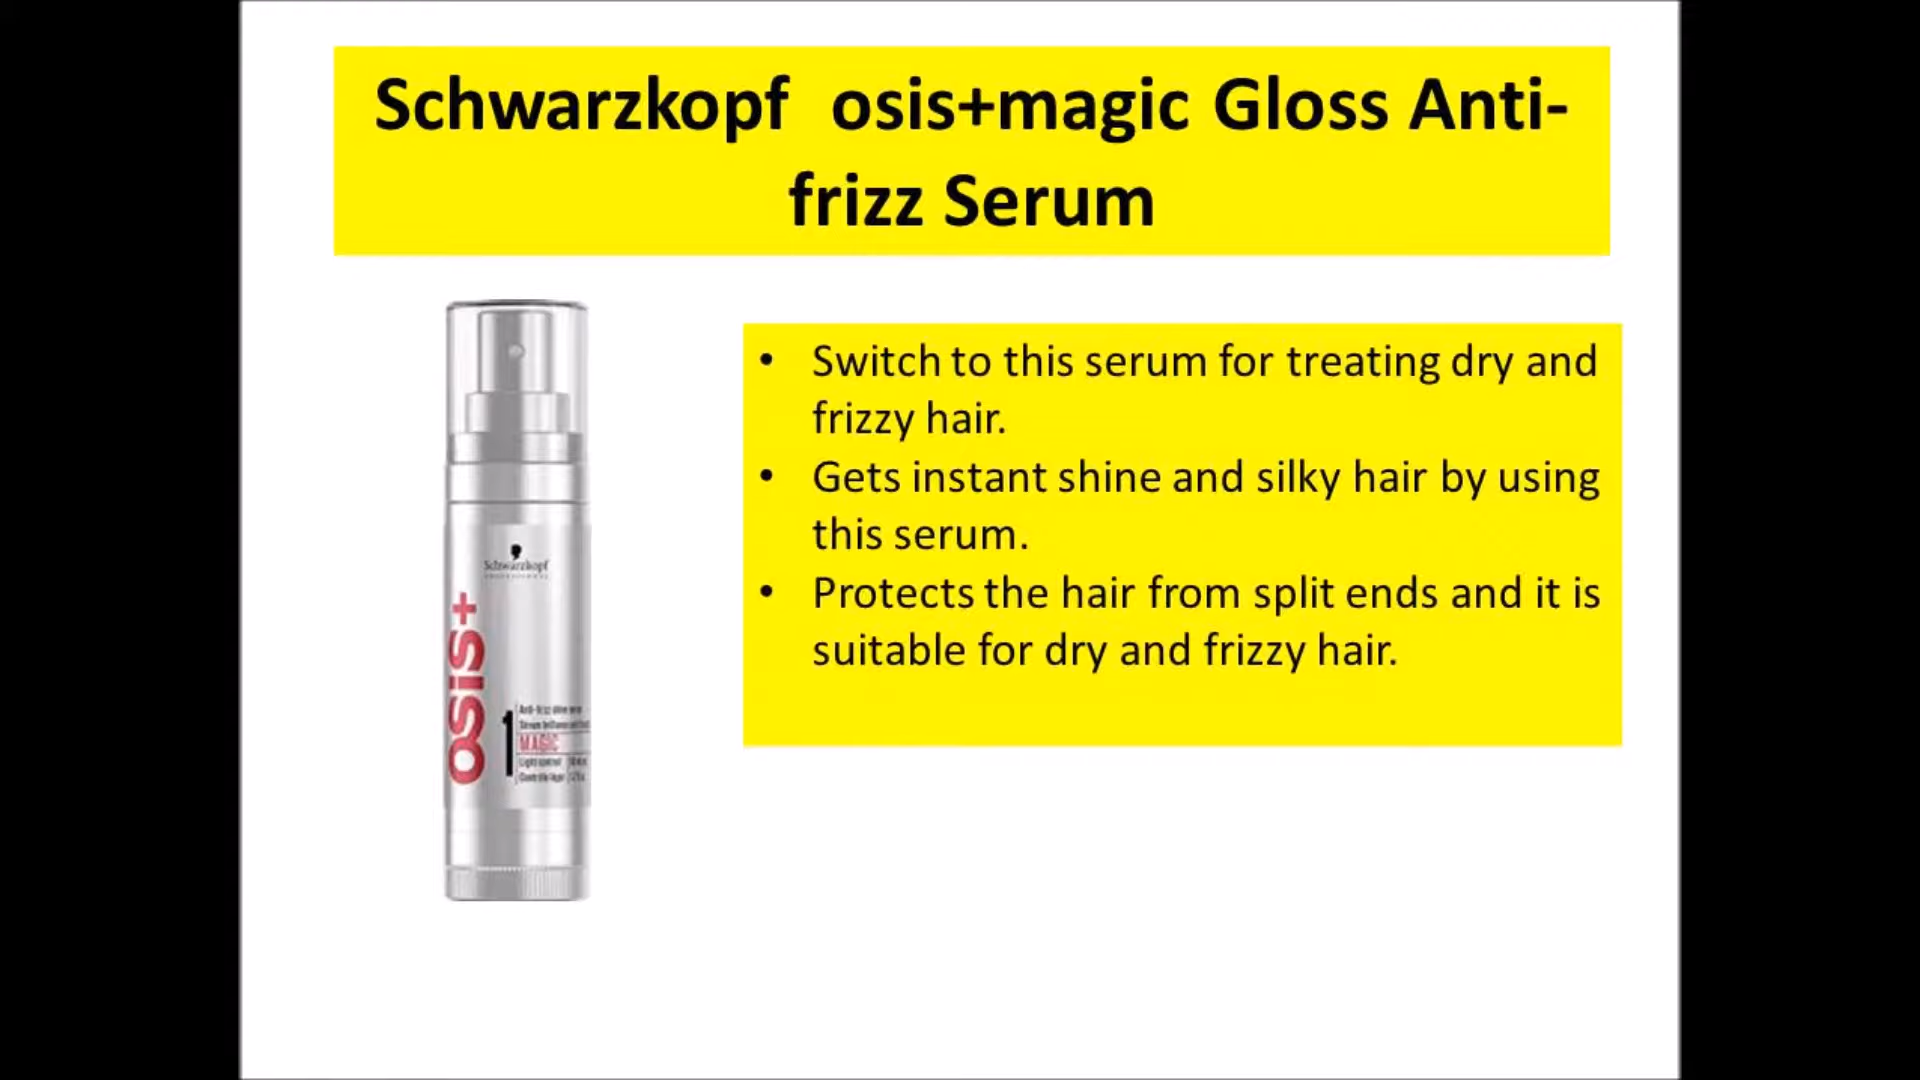 Schwarzkopf osis+magic Gloss Anti-
frizz Serum
• Switch to this serum for treating dry and
frizzy hair.
• Gets instant shine and silky hair by using
this serum.
• Protects the hair from split ends and it is
suitable for dry and frizzy hair.
Schwarzkopf
OSiS+
1
MAGIC
Light control